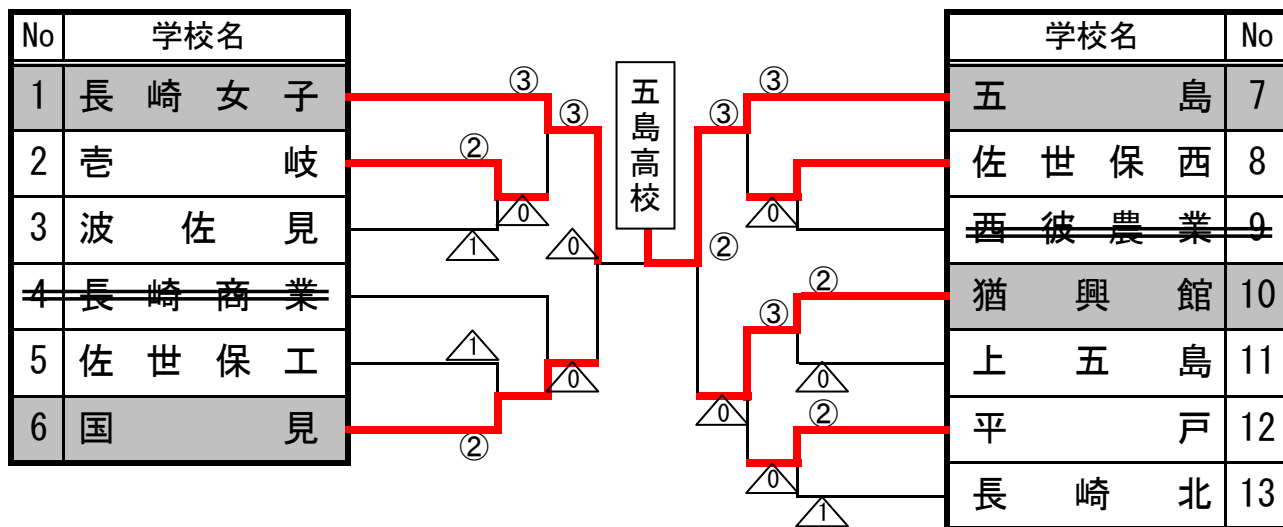 No 学校名
1 長崎女子
2 壱岐
3 波佐見
4 長崎商業
5 佐世保工
6 国見
③
③
②
0
1
0
1
0
②
五島高校
③
③
0
②
②
③
0
0
②
0
1
学校名 No
五島 7
佐世保西 8
西彼農業 9
猶興館 10
上五島 11
平戸 12
長崎北 13